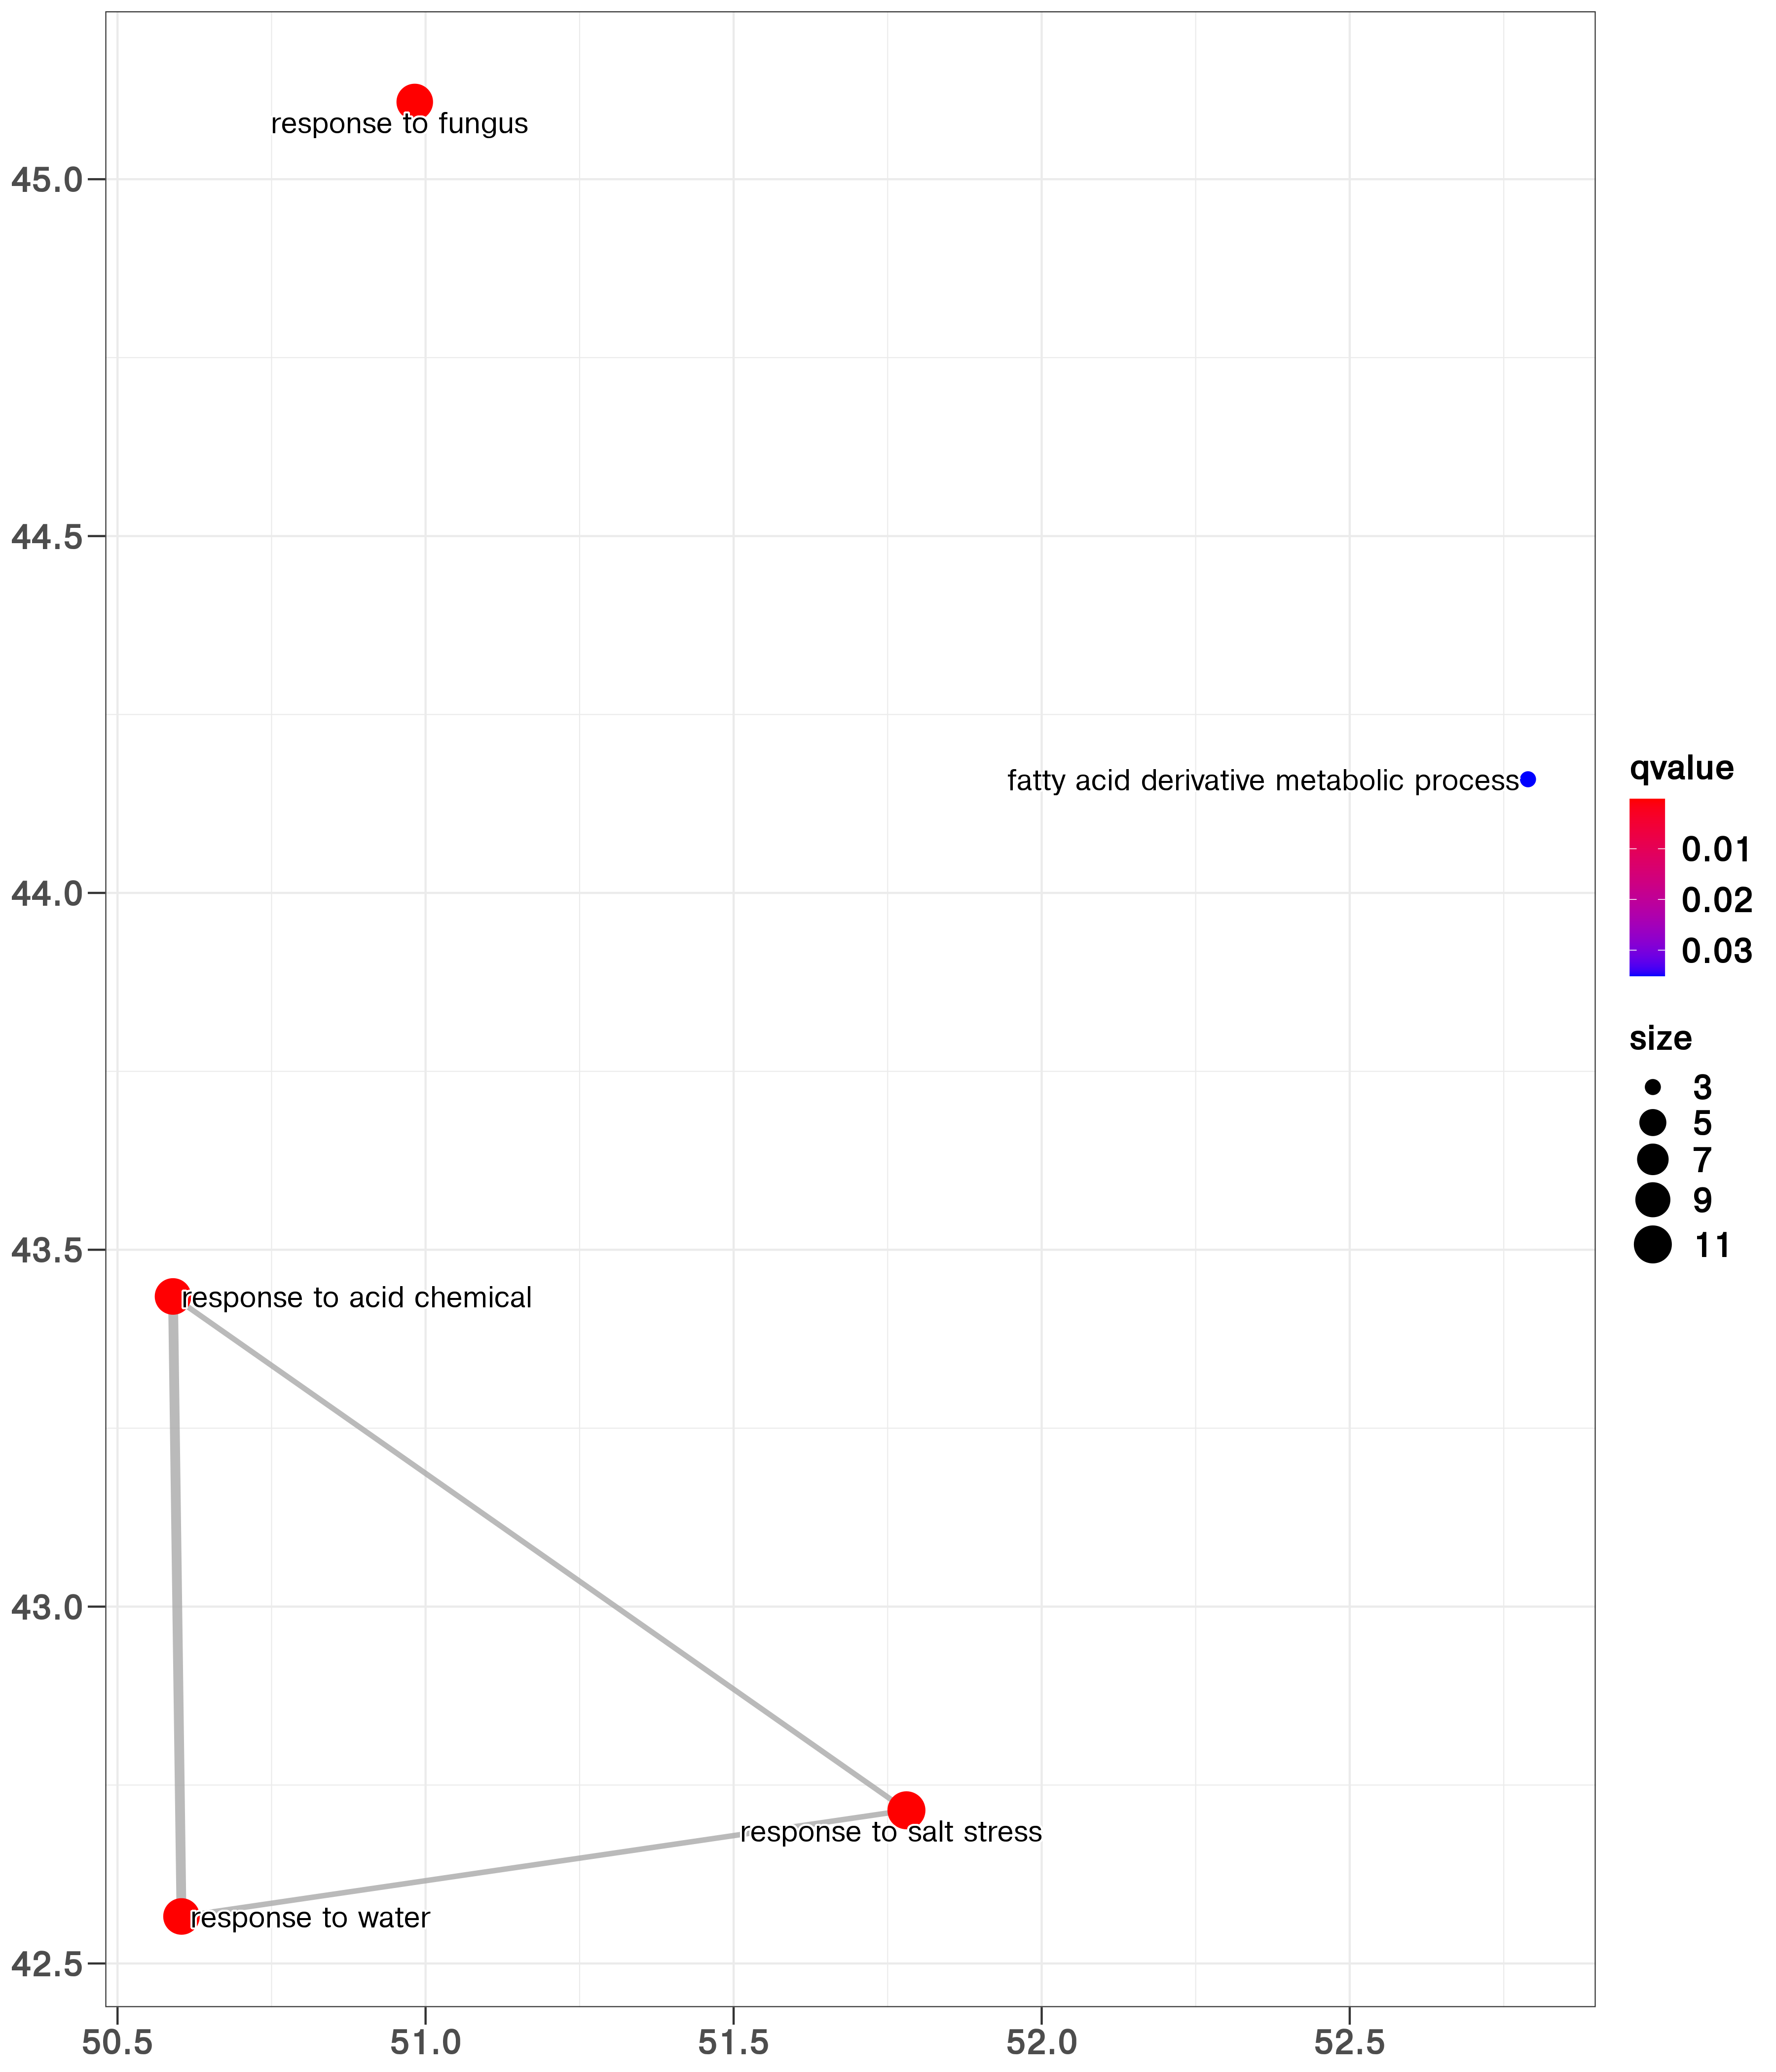 response to fungus
45.0
44.5
fatty acid derivative metabolic process
44.0
43.5
response to acid chemical
43.0
response to salt stress
response to water
42.5
50.5 51.0 51.5 52.0 52.5
qvalue
0.01
0.02
0.03
size
3
5
7
9
11